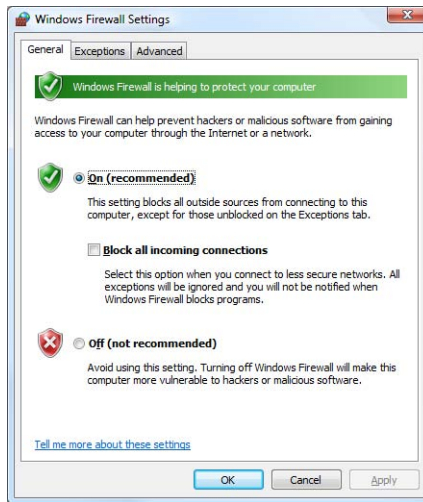 Windows Firewall Settings
General
Exceptions
Advanced
Windows Firewall is helping to protect your computer
Windows Firewall can help prevent hackers or malicious software from gaining
access to your computer through the Internet or a network.
On (recommended)
This setting blocks all outside sources from connecting to this
computer, except for those unblocked on the Exceptions tab.
Block all incoming connections
Select this option when you connect to less secure networks. All
exceptions will be ignored and you will not be notified when
Windows Firewall blocks programs.
Off (not recommended)
Avoid using this setting. Turning off Windows Firewall will make this
computer more vulnerable to hackers or malicious software.
Tell me more about these settings
OK
Cancel
Apply